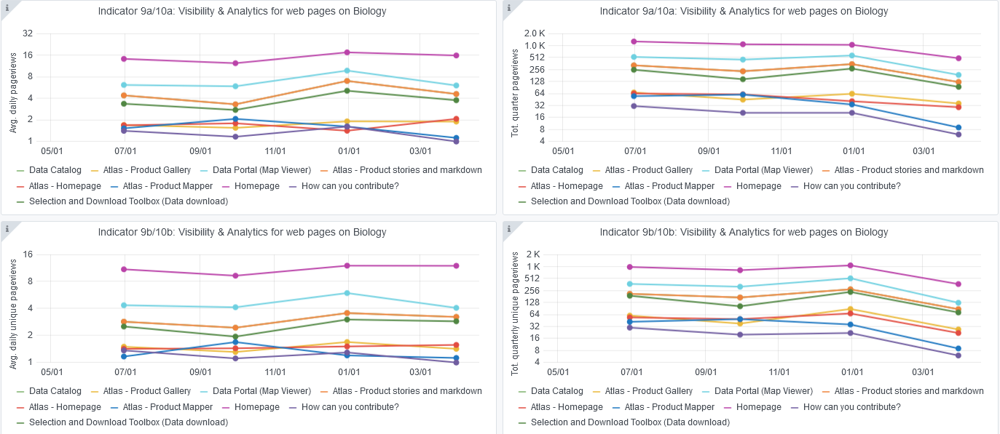 Indicator 9a/10a: Visibility & Analytics for web pages on Biology
Avg. daily pageviews
32
16
8
4
2
1
05/01 07/01 09/01 11/01 01/01 03/01
Data Catalog Atlas - Product Gallery Data Portal (Map Viewer) Atlas - Product stories and markdown
Atlas - Homepage Atlas - Product Mapper Homepage How can you contribute?
Selection and Download Toolbox (Data download)
Indicator 9a/10a: Visibility & Analytics for web pages on Biology
Tot. quarter pageviews
2.0 K
1.0 K
512
256
128
64
32
16
8
4
05/01 07/01 09/01 11/01 01/01 03/01
Data Catalog Atlas - Product Gallery Data Portal (Map Viewer) Atlas - Product stories and markdown
Atlas - Homepage Atlas - Product Mapper Homepage How can you contribute?
Selection and Download Toolbox (Data download)
Indicator 9b/10b: Visibility & Analytics for web pages on Biology
Avg. daily unique pageviews
16
8
4
2
1
05/01 07/01 09/01 11/01 01/01 03/01
Data Catalog Atlas - Product Gallery Data Portal (Map Viewer) Atlas - Product stories and markdown
Atlas - Homepage Atlas - Product Mapper Homepage How can you contribute?
Selection and Download Toolbox (Data download)
Indicator 9b/10b: Visibility & Analytics for web pages on Biology
Tot. quarterly unique pageviews
2 K
1 K
512
256
128
64
32
16
8
4
05/01 07/01 09/01 11/01 01/01 03/01
Data Catalog Atlas - Product Gallery Data Portal (Map Viewer) Atlas - Product stories and markdown
Atlas - Homepage Atlas - Product Mapper Homepage How can you contribute?
Selection and Download Toolbox (Data download)